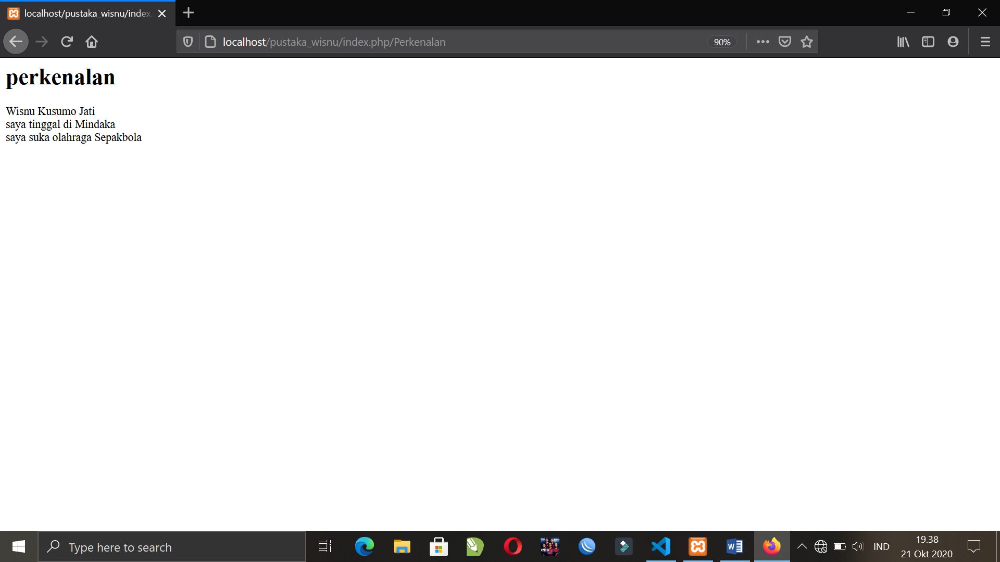 localhost/pustaka_wisnu/index.
localhost/pustaka_wisnu/index.php/Perkenalan
90%
perkenalan
Wisnu Kusumo Jati
saya tinggal di Mindaka
saya suka olahraga Sepakbola
Type here to search
IND
19.38
21 Okt 2020